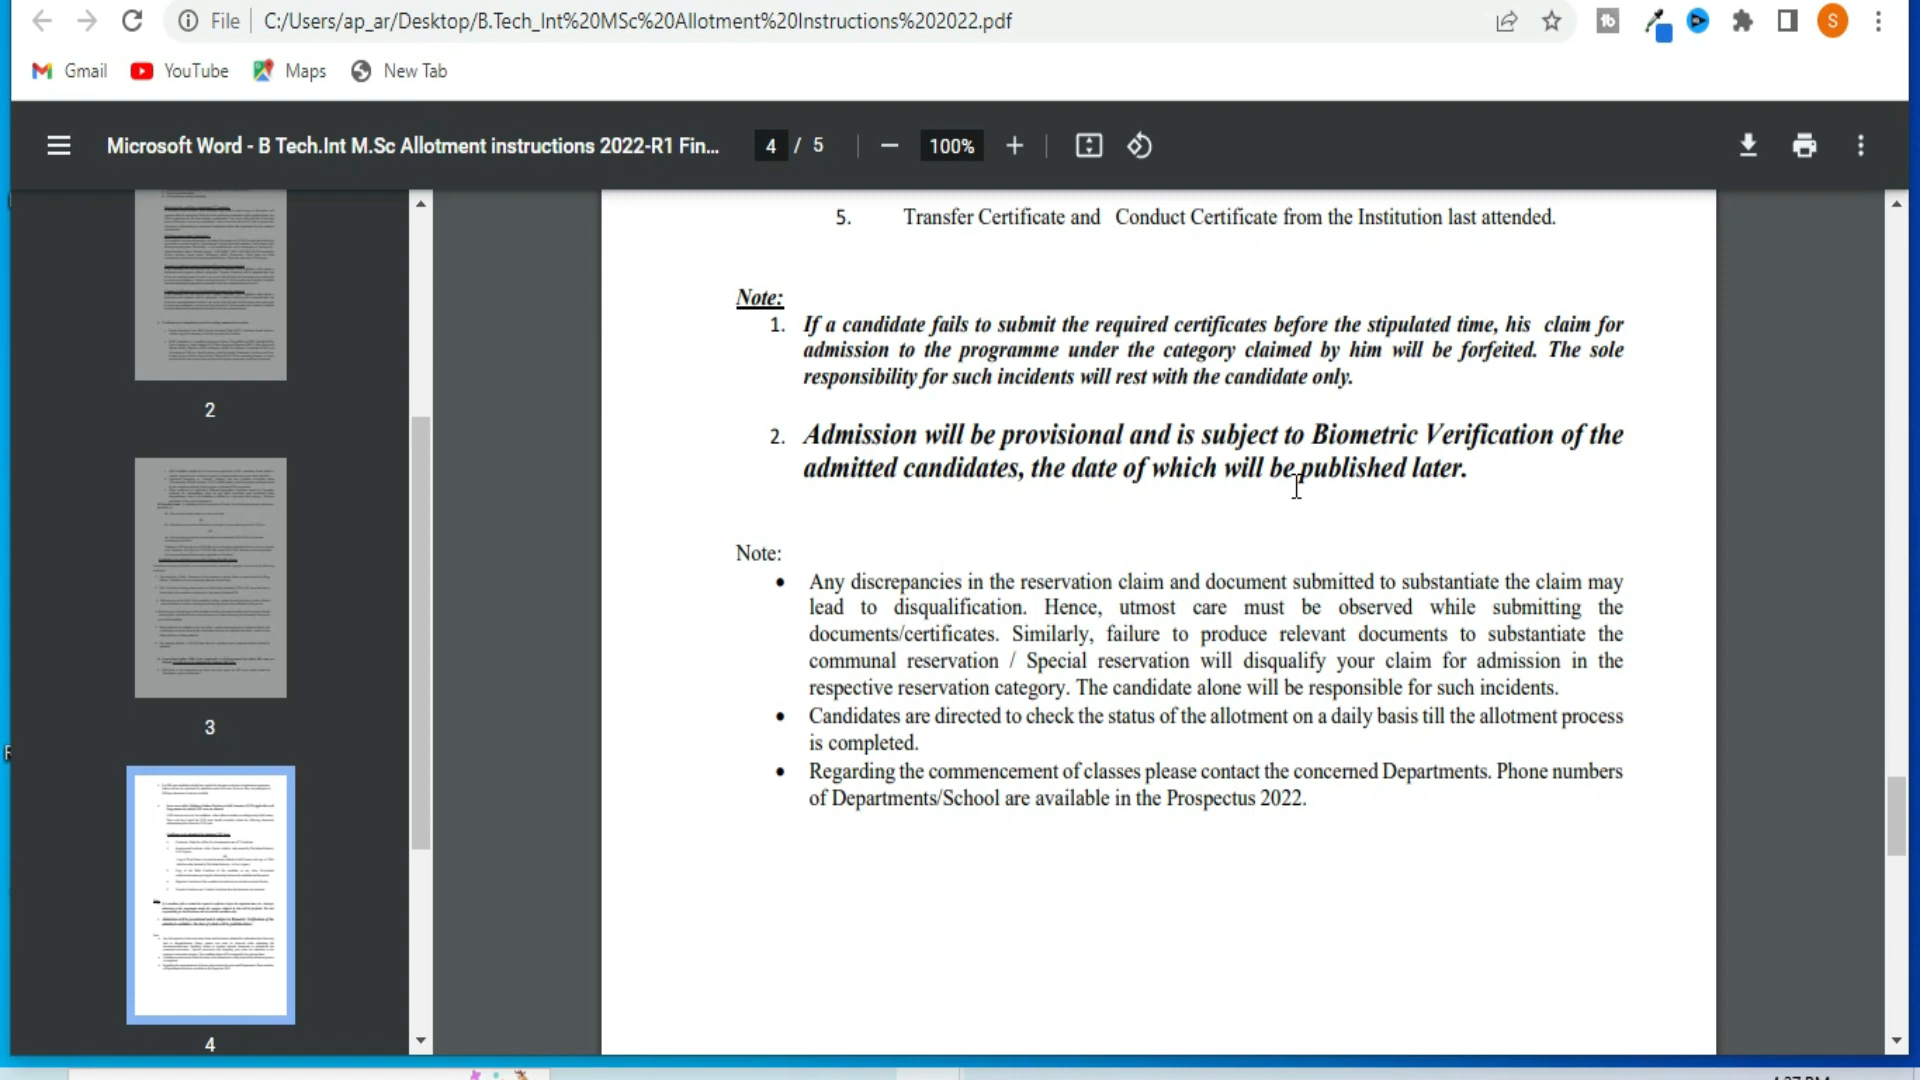 File C:/Users/ap_ar/Desktop/B.Tech_Int%20MSc%20Allotment%20Instructions%202022.pdf
S
Gmail YouTube Maps New Tab
Microsoft Word - B Tech.Int M.Sc Allotment instructions 2022-R1 Fin... 4 / 5 100%
5. Transfer Certificate and Conduct Certificate from the Institution last attended.
Note:
1. If a candidate fails to submit the required certificates before the stipulated time, his claim for
admission to the programme under the category claimed by him will be forfeited. The sole
responsibility for such incidents will rest with the candidate only.
2. Admission will be provisional and is subject to Biometric Verification of the
admitted candidates, the date of which will be published later.
Note:
• Any discrepancies in the reservation claim and document submitted to substantiate the claim may
lead to disqualification. Hence, utmost care must be observed while submitting the
documents/certificates. Similarly, failure to produce relevant documents to substantiate the
communal reservation / Special reservation will disqualify your claim for admission in the
respective reservation category. The candidate alone will be responsible for such incidents.
• Candidates are directed to check the status of the allotment on a daily basis till the allotment process
is completed.
• Regarding the commencement of classes please contact the concerned Departments. Phone numbers
of Departments/School are available in the Prospectus 2022.
2
3
4